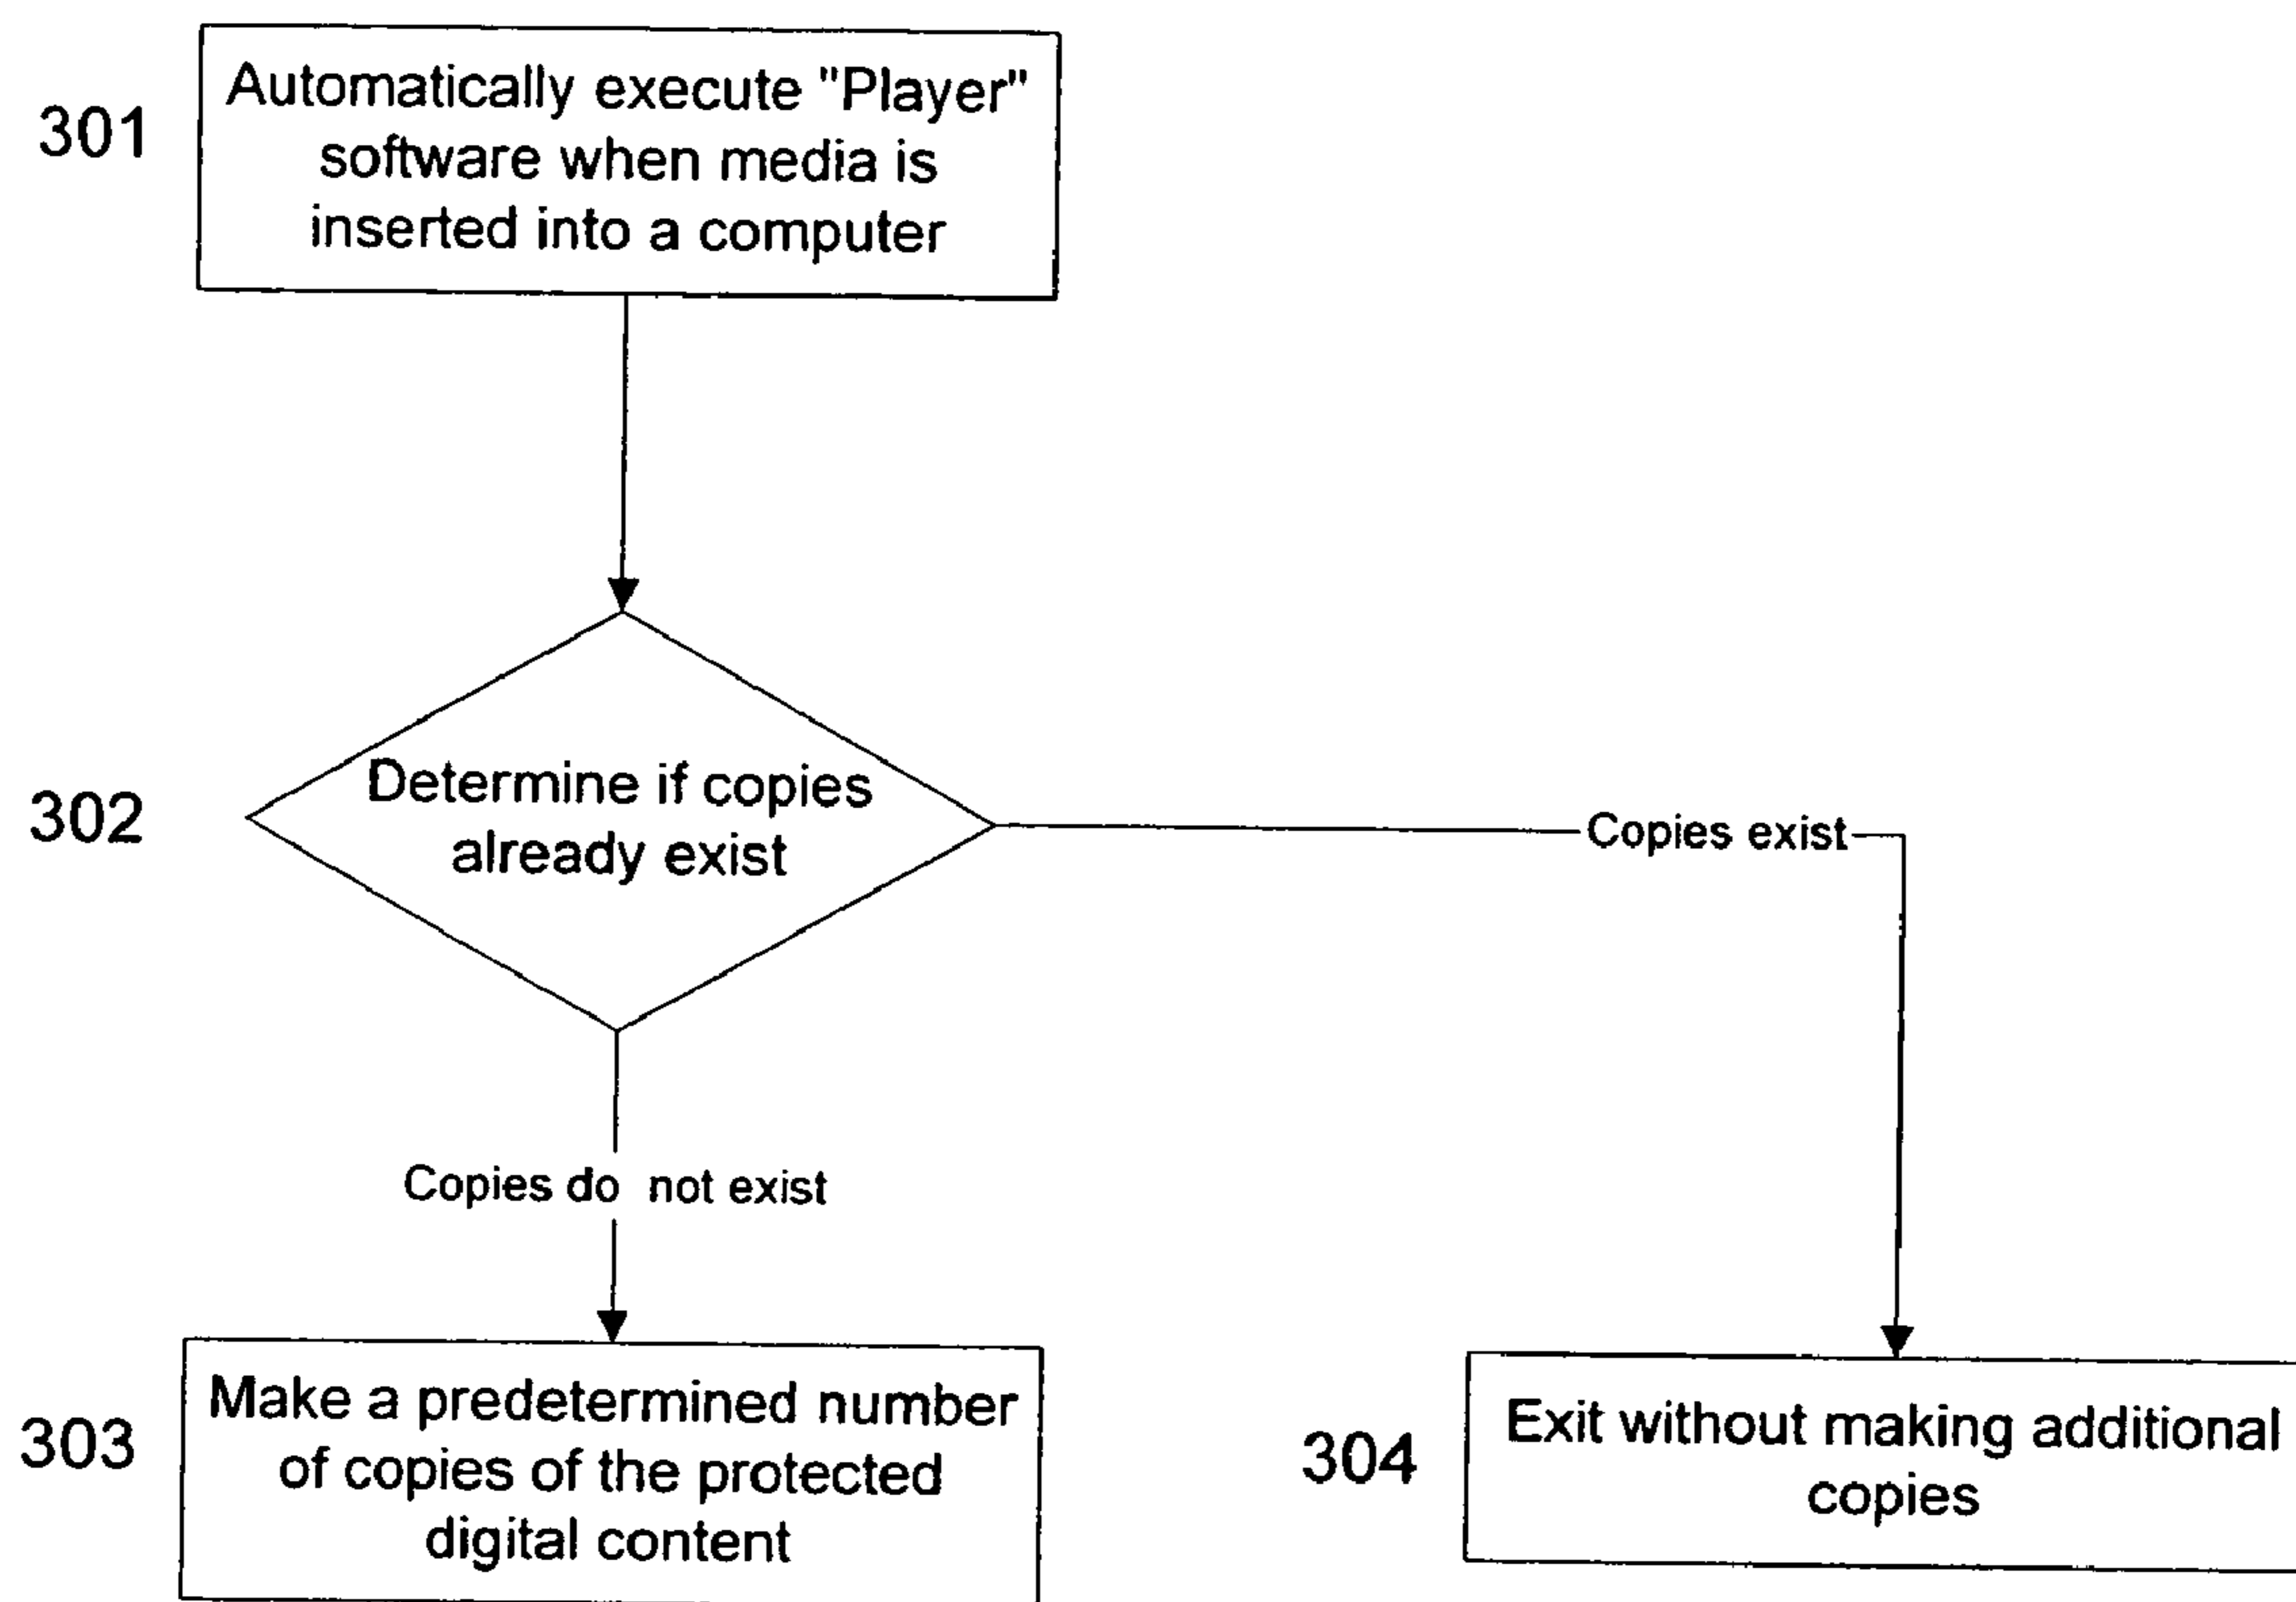 301
Automatically execute "Player"
software when media is
inserted into a computer
302
Determine if copies
already exist
Copies exist
Copies do not exist
303
Make a predetermined number
of copies of the protected
digital content
304
Exit without making additional
copies